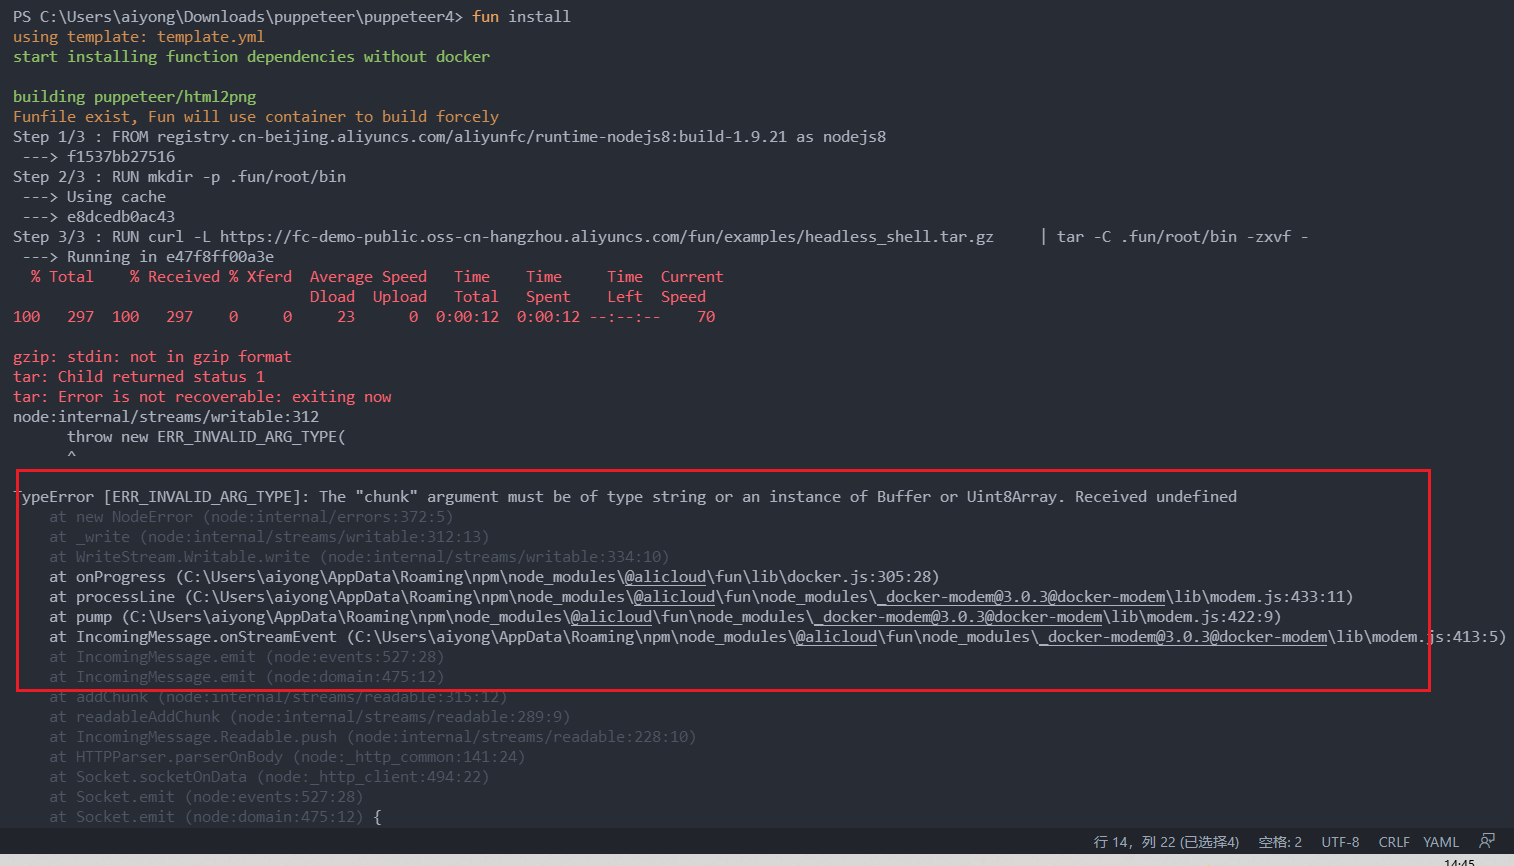 PS C:\Users\aiyong\Downloads\puppeteer\puppeteer4> fun install
using template: template.yml
start installing function dependencies without docker
building puppeteer/html2png
Funfile exist, Fun will use container to build forcely
Step 1/3 : FROM registry.cn-beijing.aliyuncs.com/aliyunfc/runtime-nodejs8:build-1.9.21 as nodejs8
---> f1537bb27516
Step 2/3 : RUN mkdir -p .fun/root/bin
---> Using cache
---> e8dcedb0ac43
Step 3/3 : RUN curl -L https://fc-demo-public.oss-cn-hangzhou.aliyuncs.com/fun/examples/headless_shell.tar.gz     | tar -C .fun/root/bin -zxvf -
---> Running in e47f8ff00a3e
% Total    % Received % Xferd  Average Speed   Time    Time     Time  Current
Dload  Upload   Total   Spent    Left  Speed
100   297  100   297    0     0     23      0  0:00:12  0:00:12 --:--:--    70
gzip: stdin: not in gzip format
tar: Child returned status 1
tar: Error is not recoverable: exiting now
node:internal/streams/writable:312
throw new ERR_INVALID_ARG_TYPE(
^
TypeError [ERR_INVALID_ARG_TYPE]: The "chunk" argument must be of type string or an instance of Buffer or Uint8Array. Received undefined
at new NodeError (node:internal/errors:372:5)
at _write (node:internal/streams/writable:312:13)
at WriteStream.Writable.write (node:internal/streams/writable:334:10)
at onProgress (C:\Users\aiyong\AppData\Roaming\npm\node_modules\@alicloud\fun\lib\docker.js:305:28)
at processLine (C:\Users\aiyong\AppData\Roaming\npm\node_modules\@alicloud\fun\node_modules\_docker-modem@3.0.3@docker-modem\lib\modem.js:433:11)
at pump (C:\Users\aiyong\AppData\Roaming\npm\node_modules\@alicloud\fun\node_modules\_docker-modem@3.0.3@docker-modem\lib\modem.js:422:9)
at IncomingMessage.onStreamEvent (C:\Users\aiyong\AppData\Roaming\npm\node_modules\@alicloud\fun\node_modules\_docker-modem@3.0.3@docker-modem\lib\modem.js:413:5)
at IncomingMessage.emit (node:events:527:28)
at IncomingMessage.emit (node:domain:475:12)
at addChunk (node:internal/streams/readable:315:12)
at readableAddChunk (node:internal/streams/readable:289:9)
at IncomingMessage.Readable.push (node:internal/streams/readable:228:10)
at HTTPParser.parserOnBody (node:_http_common:141:24)
at Socket.socketOnData (node:_http_client:494:22)
at Socket.emit (node:events:527:28)
at Socket.emit (node:domain:475:12) {
行 14，列 22 (已选择4) 空格: 2 UTF-8 CRLF YAML
14:45